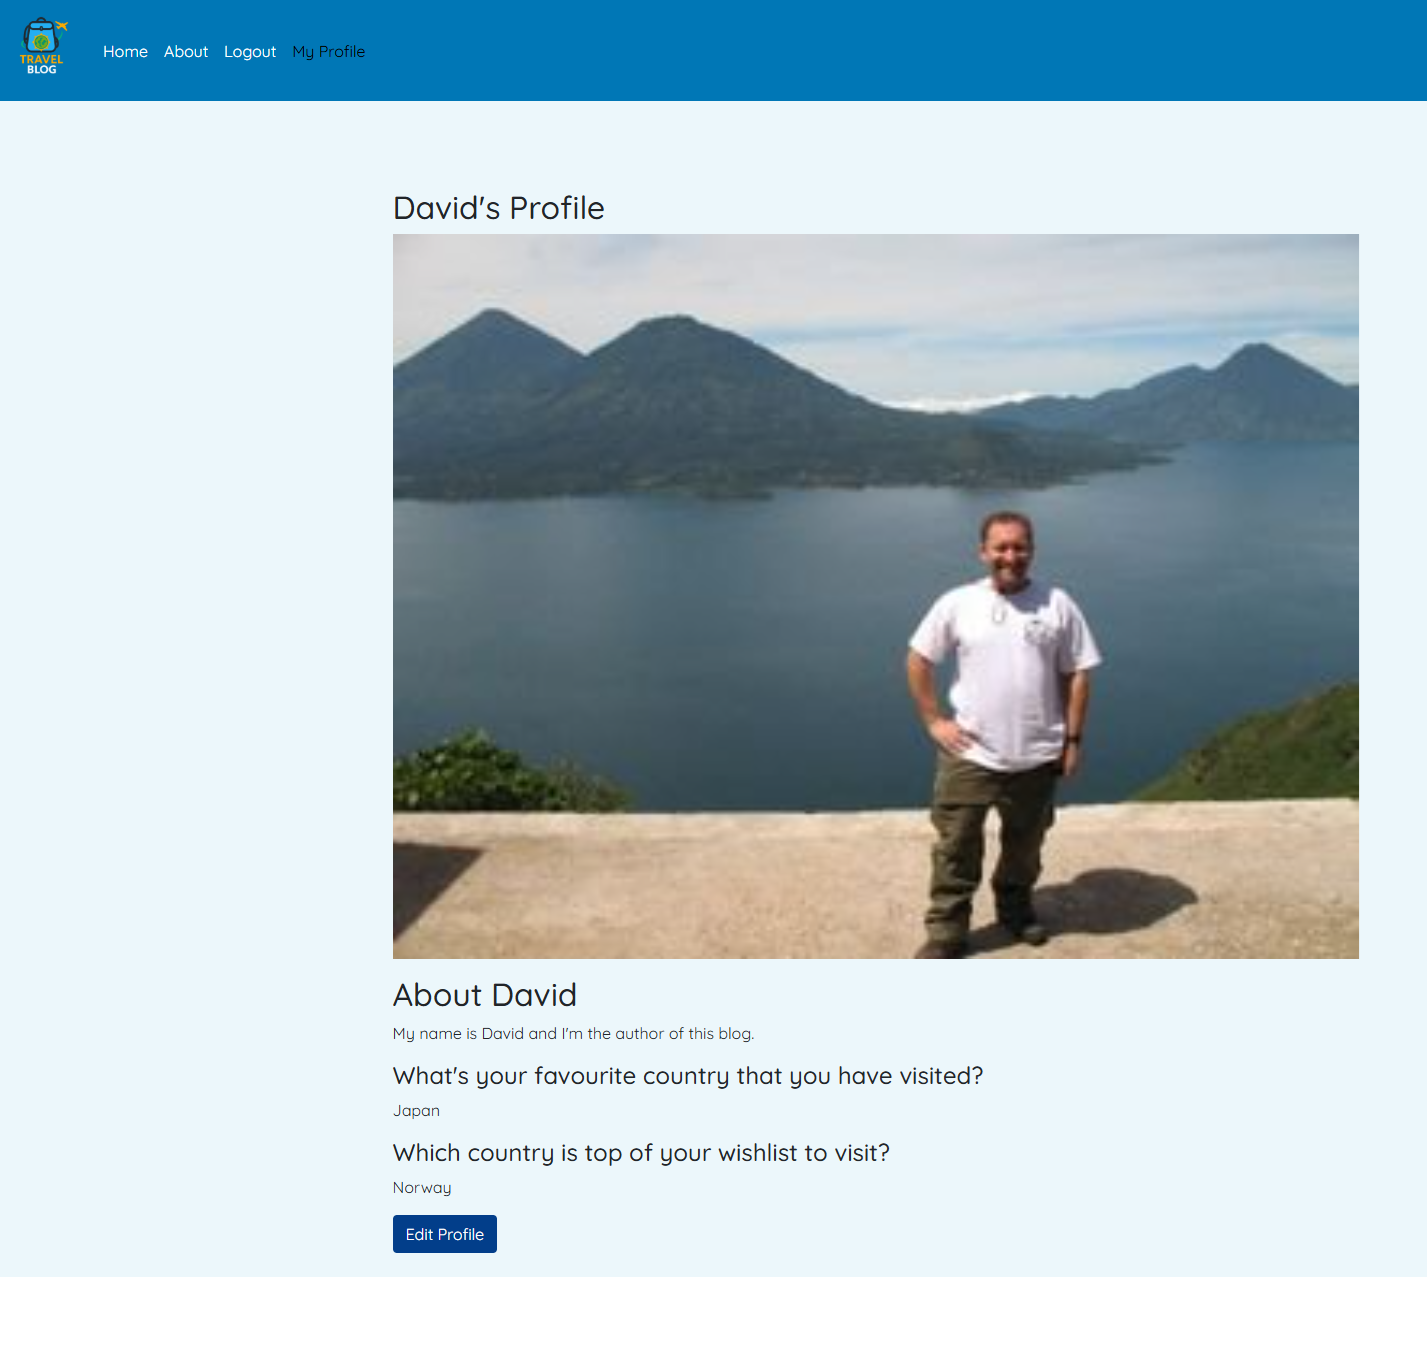 TRAVEL
BLOG
Home About Logout My Profile
David's Profile
About David
My name is David and I'm the author of this blog.
What's your favourite country that you have visited?
Japan
Which country is top of your wishlist to visit?
Norway
Edit Profile